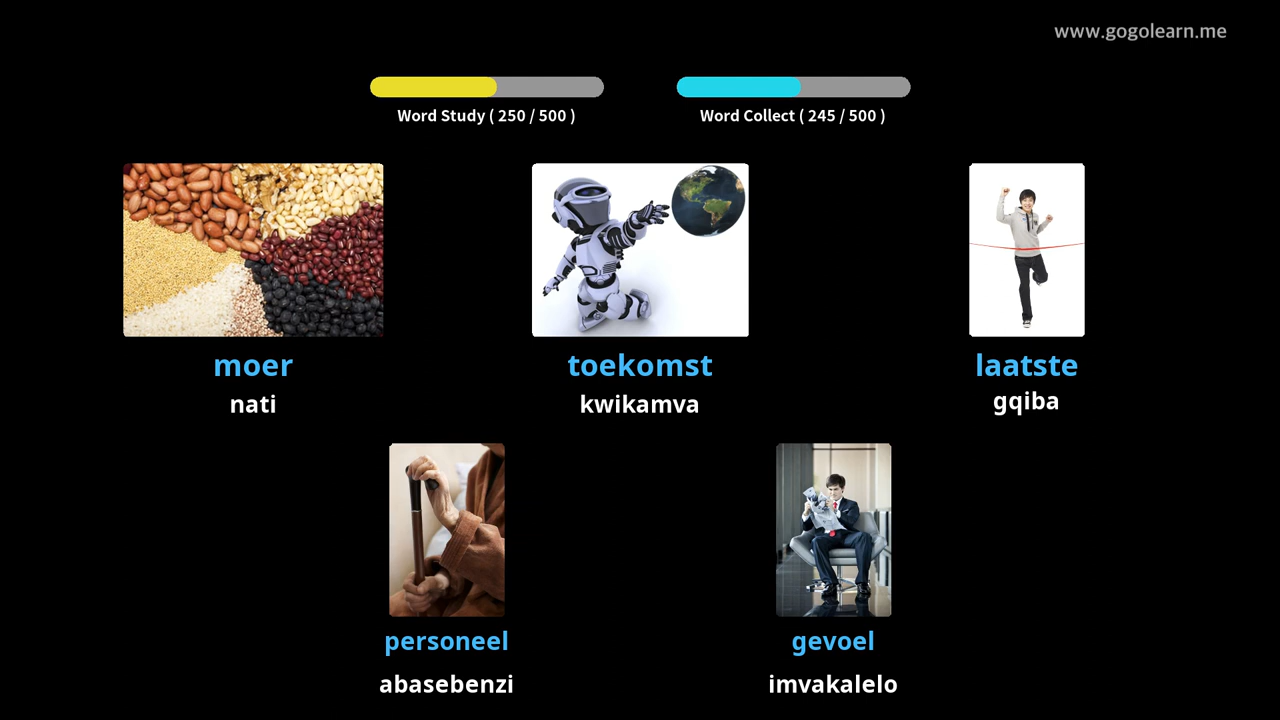 www.gogolearn.me
Word Study ( 250 / 500 )
Word Collect ( 245 / 500 )
moer
nati
toekomst
kwikamva
laatste
gqiba
personeel
abasebenzi
gevoel
imvakalelo